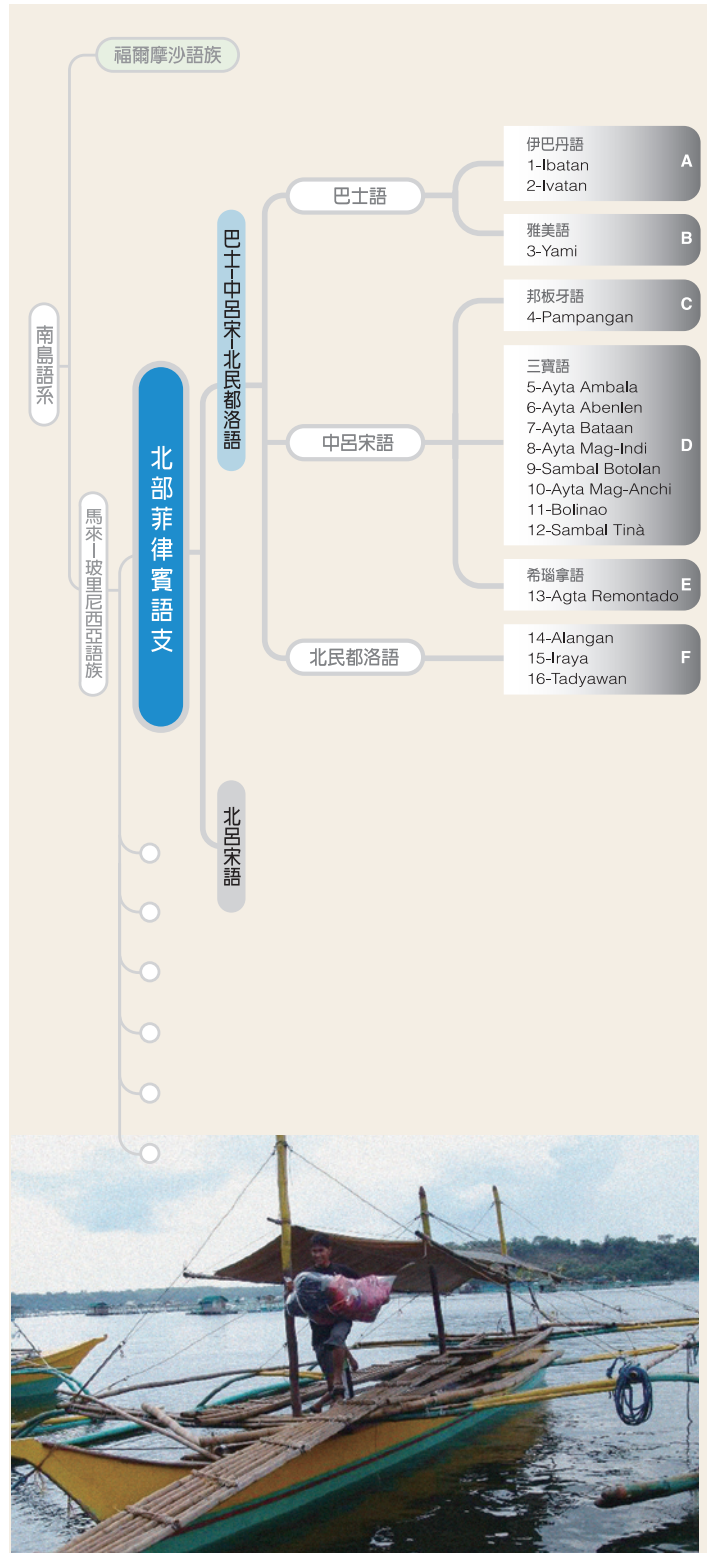 福爾摩沙語族
南島語系
馬來—玻里尼西亞語族
北部菲律賓語支
巴士-中呂宋-北民都洛語
北呂宋語
巴士語
伊巴丹語
1-Ibatan
2-Ivatan
A
雅美語
3-Yami
B
中呂宋語
邦板牙語
4-Pampangan
C
三寶語
5-Ayta Ambala
6-Ayta Abenlen
7-Ayta Bataan
8-Ayta Mag-Indi
9-Sambal Botolan
10-Ayta Mag-Anchi
11-Bolinao
12-Sambal Tinà
D
希瑙拿語
13-Agta Remontado
E
北民都洛語
14-Alangan
15-Iraya
16-Tadyawan
F